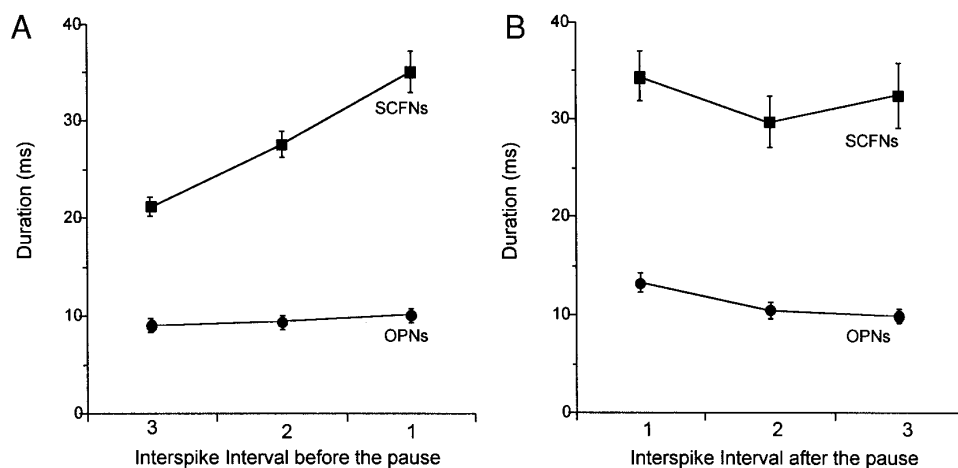 A
40
30
20
10
0
Duration (ms)
SCFNs
OPNs
3 2 1
Interspike Interval before the pause
B
40
30
20
10
0
Duration (ms)
SCFNs
OPNs
1 2 3
Interspike Interval after the pause